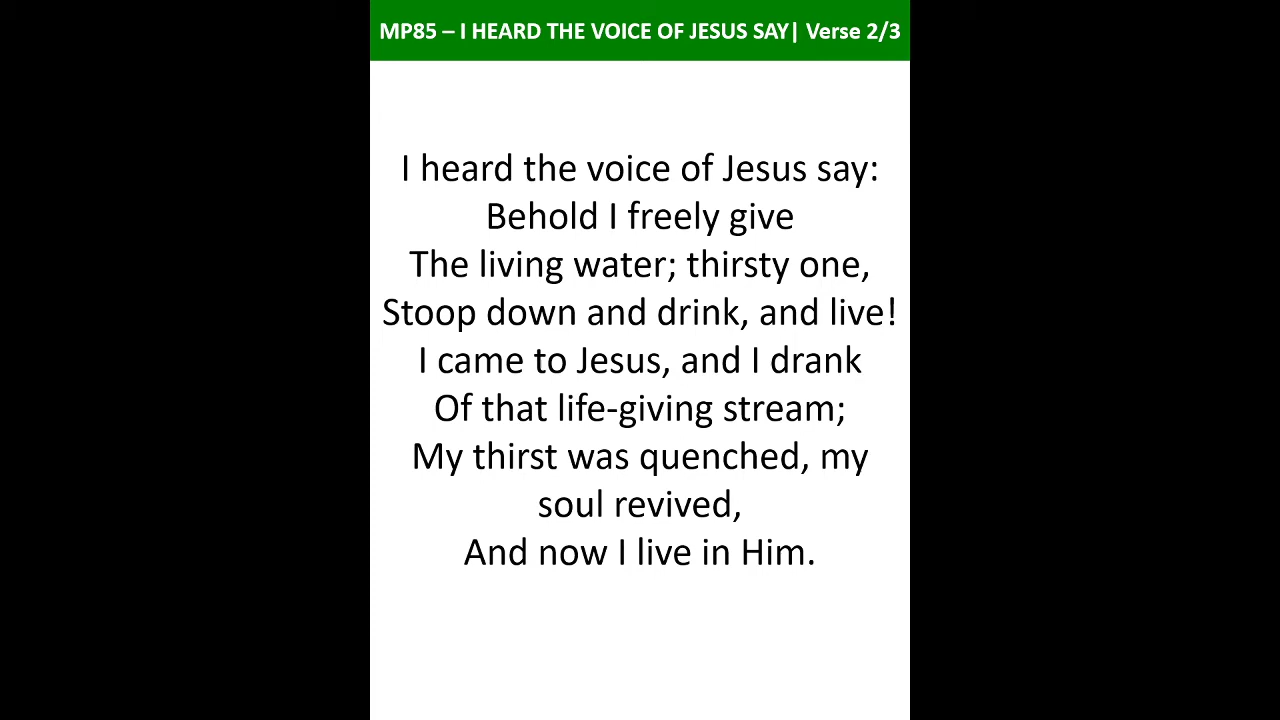 MP85 – I HEARD THE VOICE OF JESUS SAY| Verse 2/3
I heard the voice of Jesus say:
Behold I freely give
The living water; thirsty one,
Stoop down and drink, and live!
I came to Jesus, and I drank
Of that life-giving stream;
My thirst was quenched, my
soul revived,
And now I live in Him.